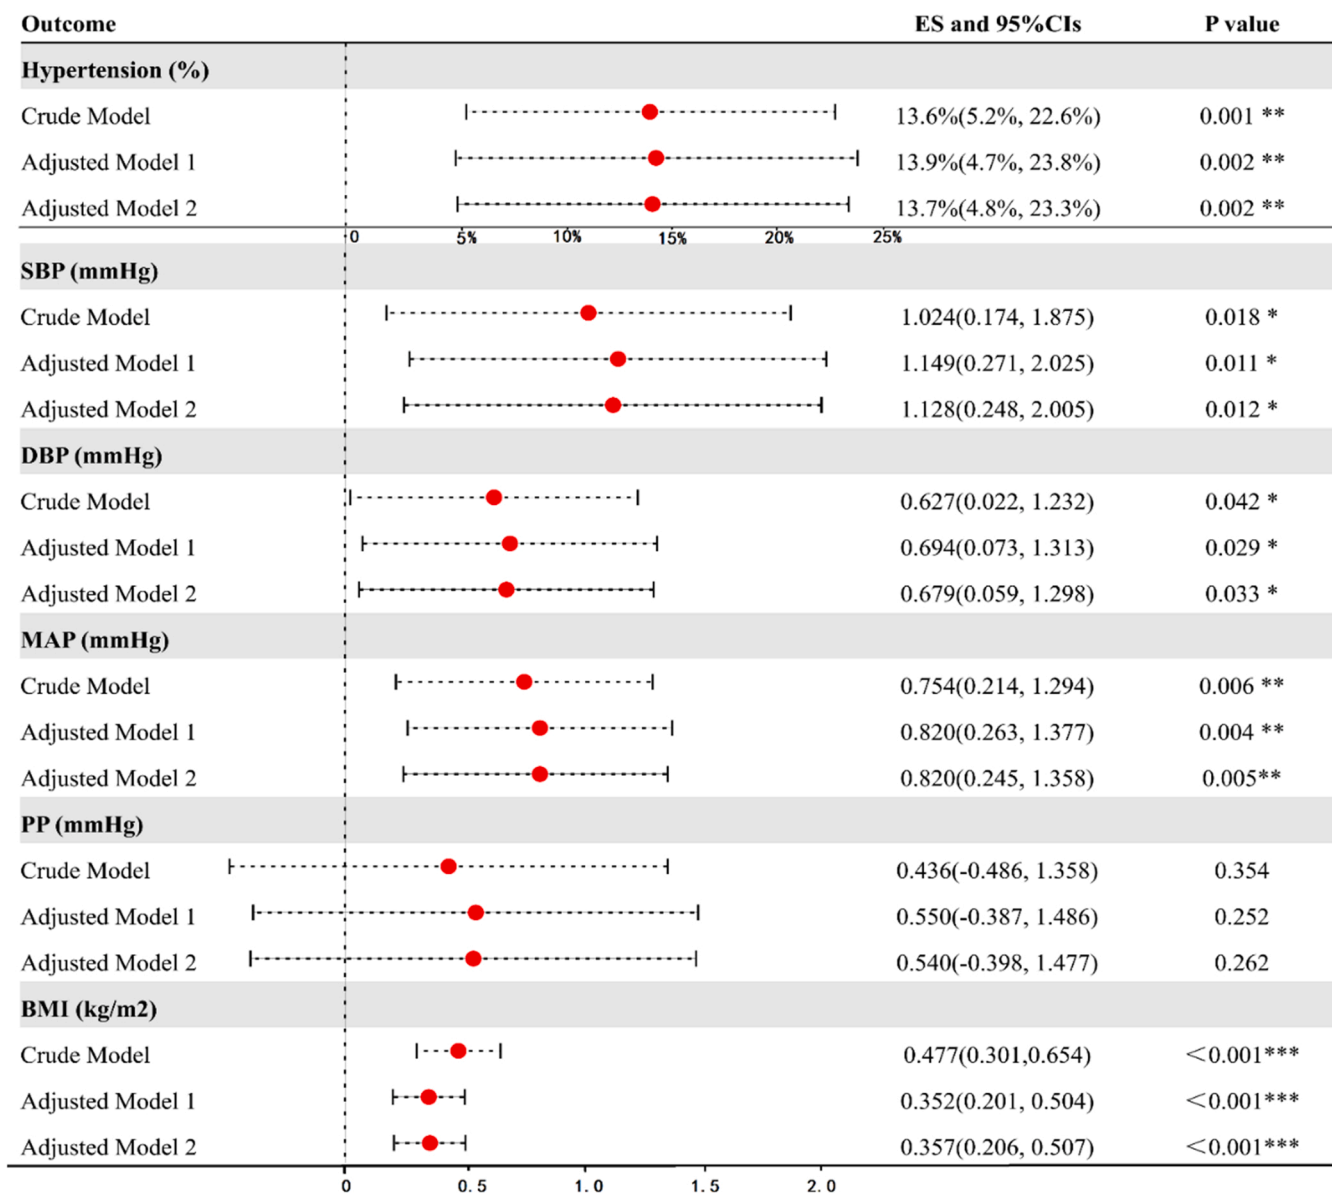 Outcome ES and 95%CIs P value
Hypertension (%)
Crude Model 13.6%(5.2%, 22.6%) 0.001 **
Adjusted Model 1 13.9%(4.7%, 23.8%) 0.002 **
Adjusted Model 2 13.7%(4.8%, 23.3%) 0.002 **
0 5% 10% 15% 20% 25%
SBP (mmHg)
Crude Model 1.024(0.174, 1.875) 0.018 *
Adjusted Model 1 1.149(0.271, 2.025) 0.011 *
Adjusted Model 2 1.128(0.248, 2.005) 0.012 *
DBP (mmHg)
Crude Model 0.627(0.022, 1.232) 0.042 *
Adjusted Model 1 0.694(0.073, 1.313) 0.029 *
Adjusted Model 2 0.679(0.059, 1.298) 0.033 *
MAP (mmHg)
Crude Model 0.754(0.214, 1.294) 0.006 **
Adjusted Model 1 0.820(0.263, 1.377) 0.004 **
Adjusted Model 2 0.820(0.245, 1.358) 0.005**
PP (mmHg)
Crude Model 0.436(-0.486, 1.358) 0.354
Adjusted Model 1 0.550(-0.387, 1.486) 0.252
Adjusted Model 2 0.540(-0.398, 1.477) 0.262
BMI (kg/m2)
Crude Model 0.477(0.301,0.654) <0.001***
Adjusted Model 1 0.352(0.201, 0.504) <0.001***
Adjusted Model 2 0.357(0.206, 0.507) <0.001***
0 0.5 1.0 1.5 2.0